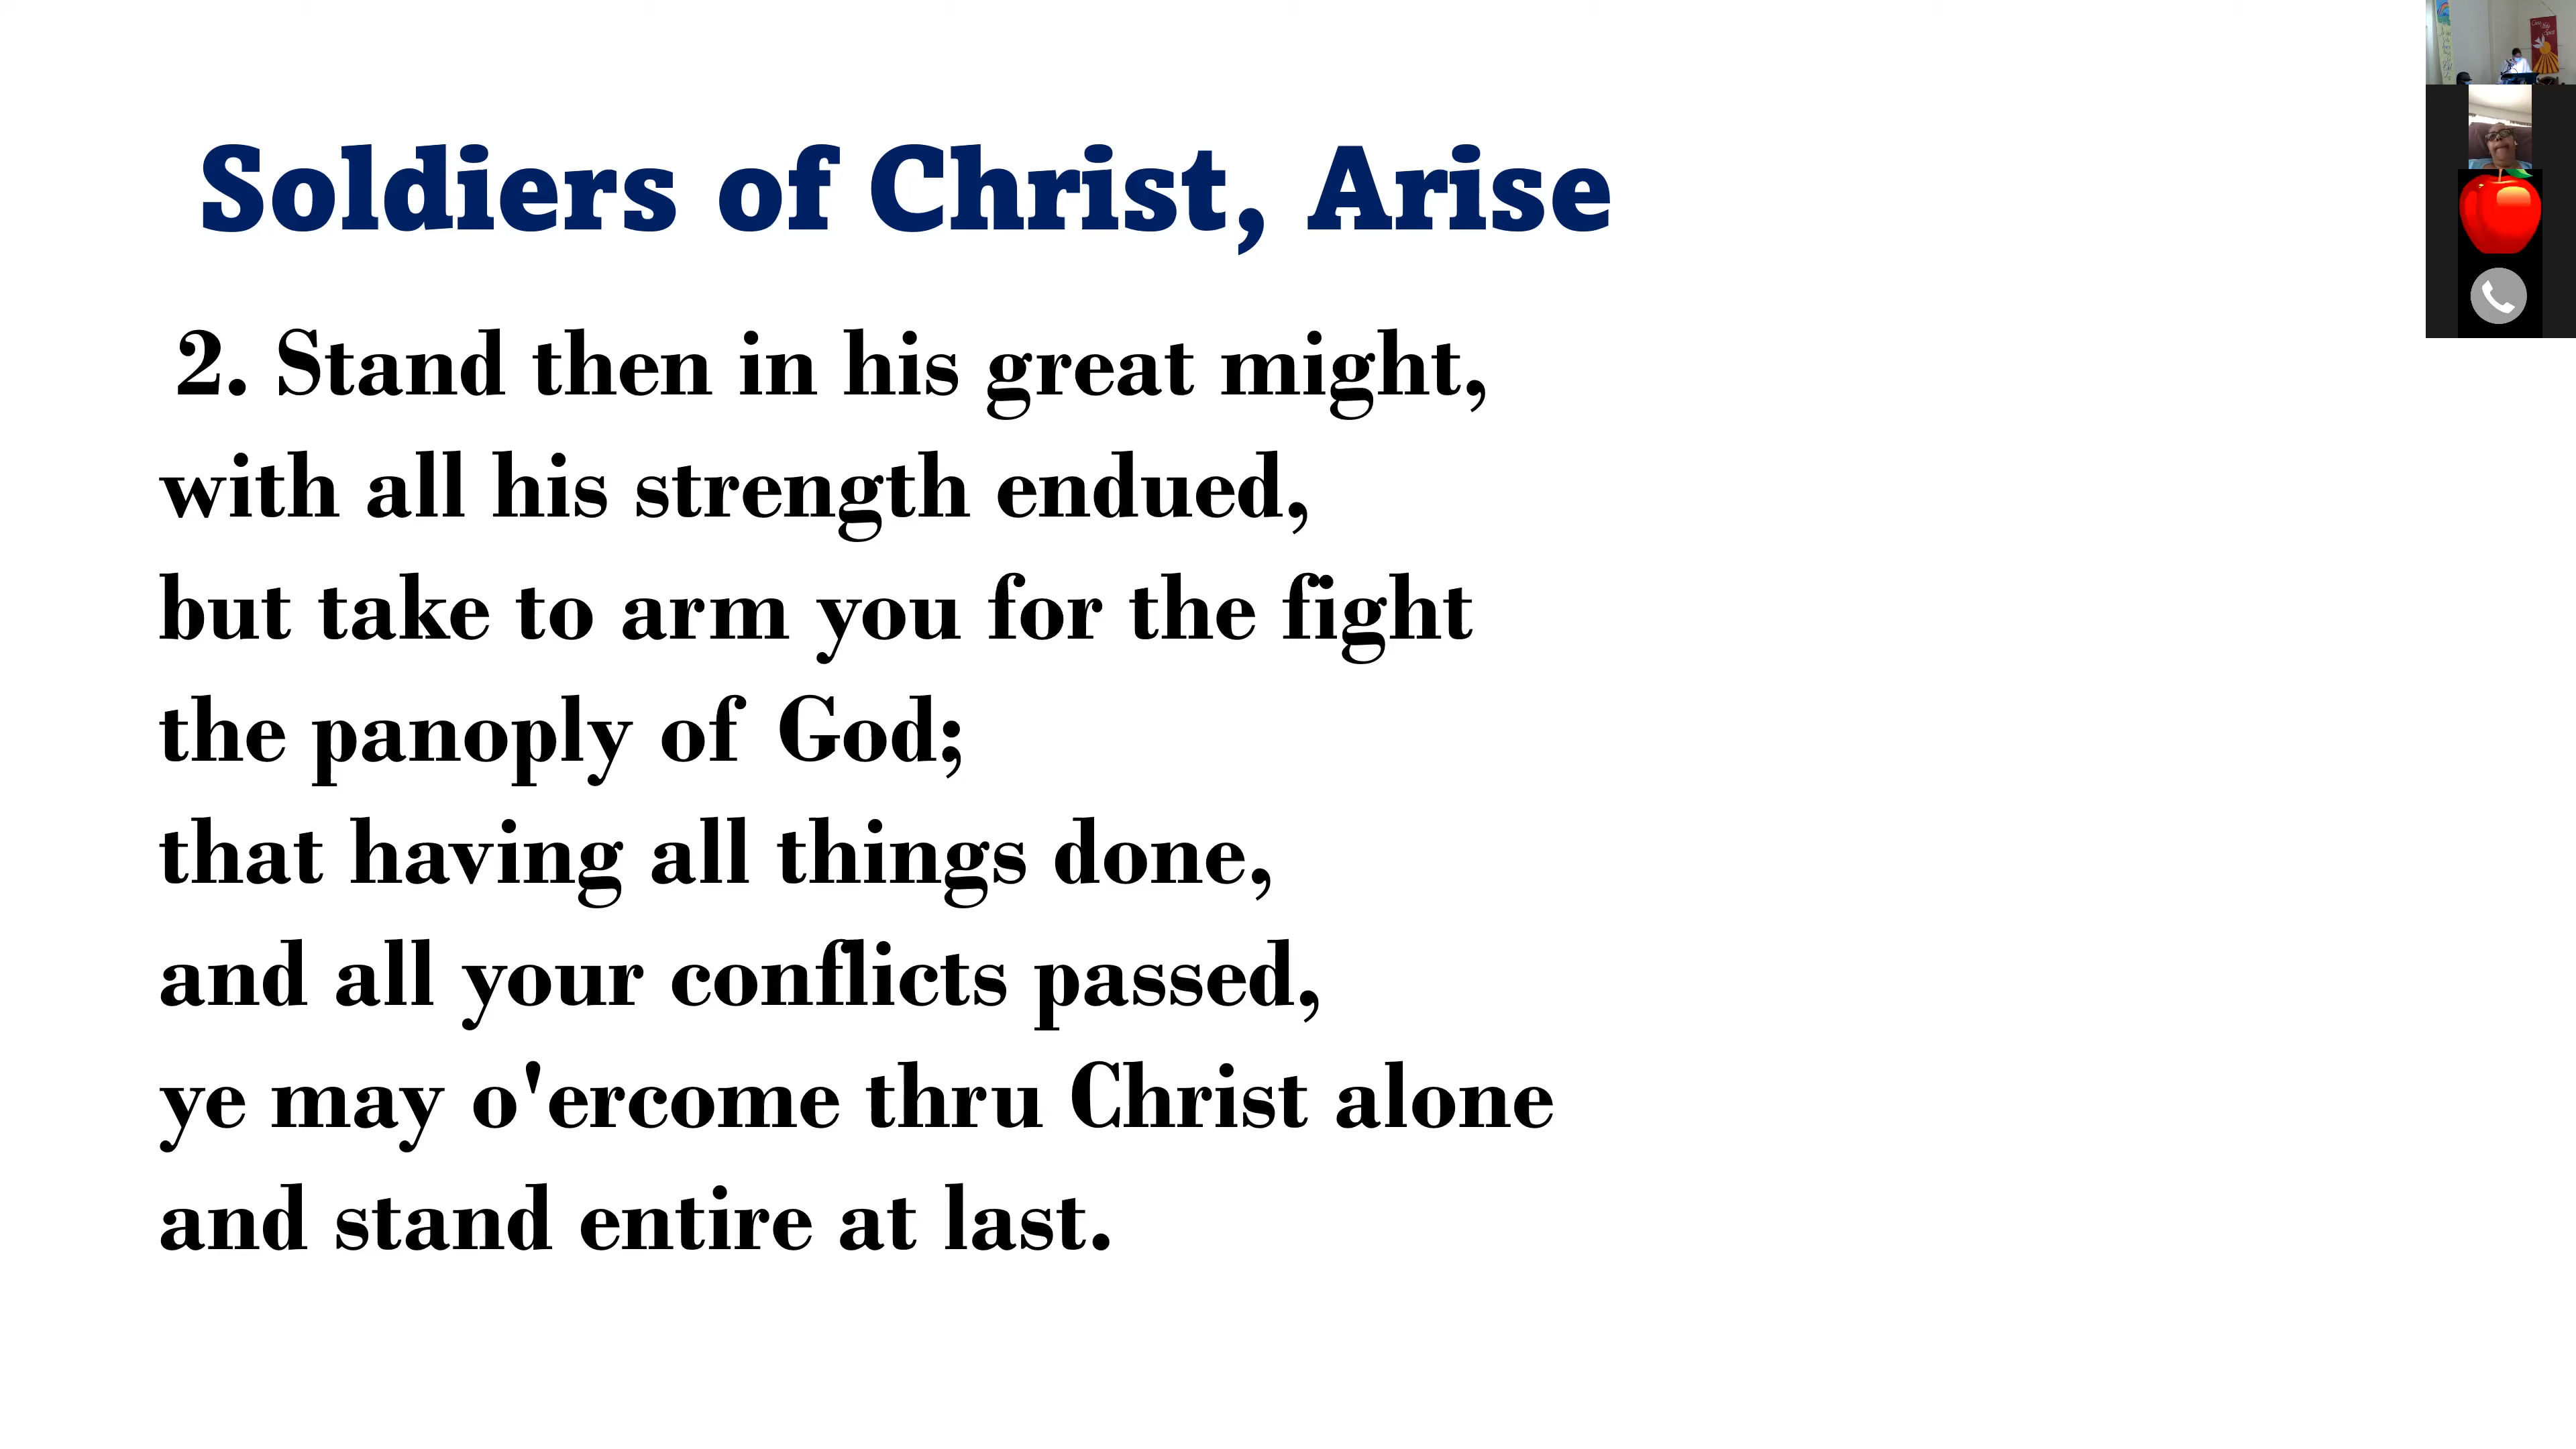 Soldiers of Christ, Arise
2. Stand then in his great might,
with all his strength endued,
but take to arm you for the fight
the panoply of God;
that having all things done,
and all your conflicts passed,
ye may o'ercome thru Christ alone
and stand entire at last.